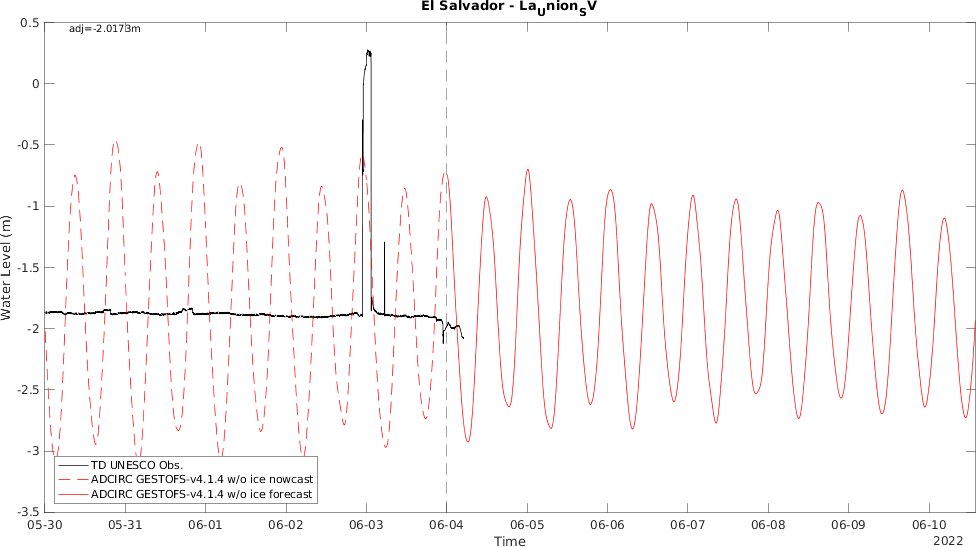 El Salvador - LaUnionSV
adj=-2.0173m
0.5
0
-0.5
-1
-1.5
-2
-2.5
-3
-3.5
Water Level (m)
TD UNESCO Obs.
ADCIRC GESTOFS-v4.1.4 w/o ice nowcast
ADCIRC GESTOFS-v4.1.4 w/o ice forecast
05-30 05-31 06-01 06-02 06-03 06-04 06-05 06-06 06-07 06-08 06-09 06-10
Time
2022